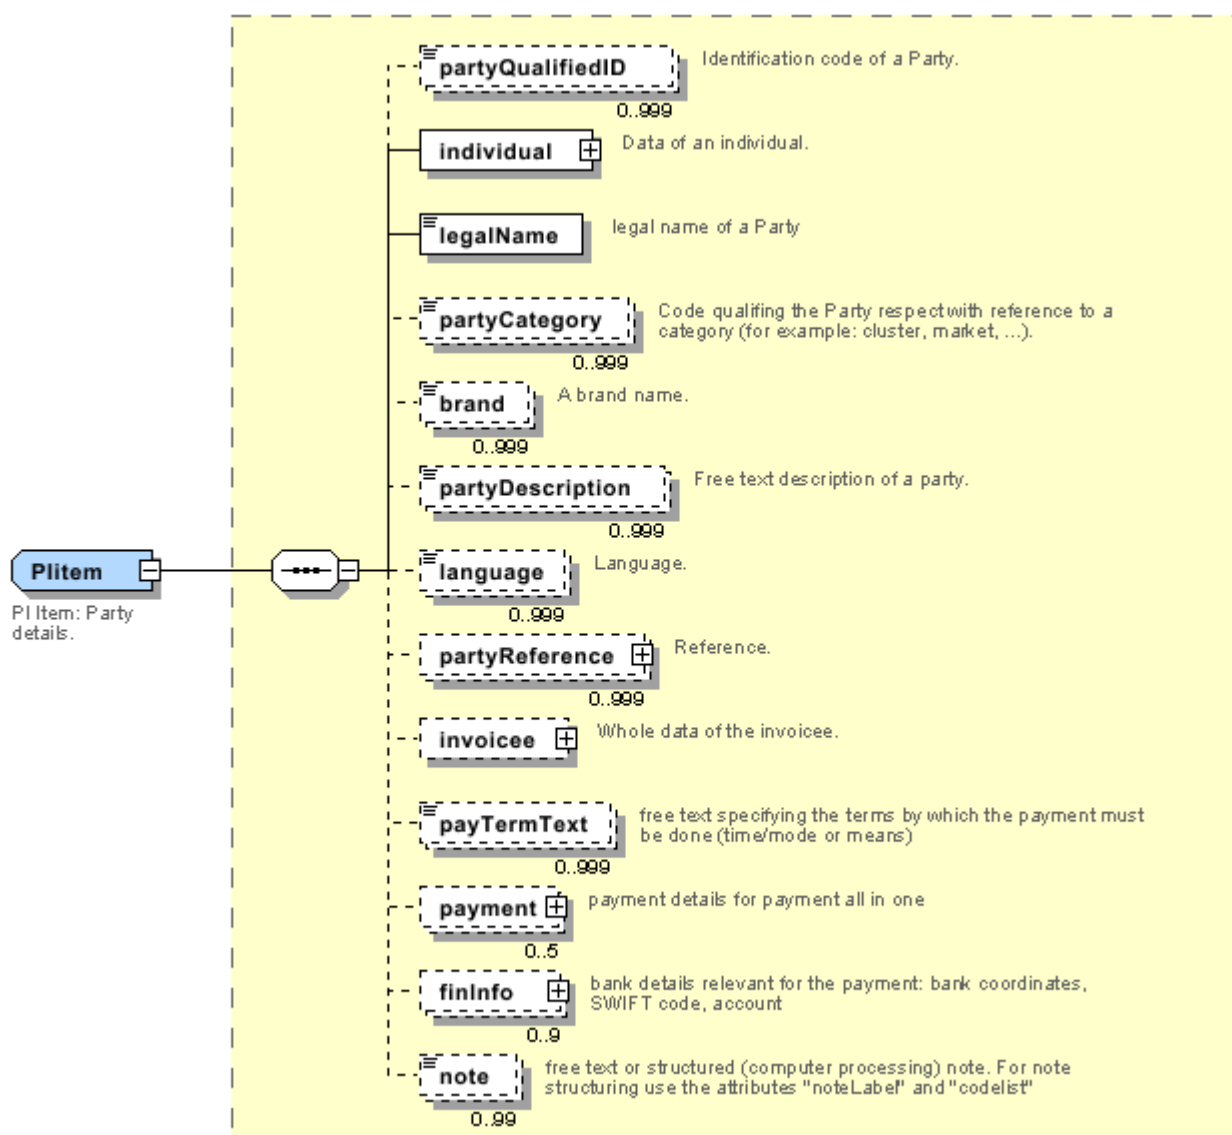 partyQualifiedID
Identification code of a Party.
0..999
individual
Data of an individual.
legalName
legal name of a Party
partyCategory
Code qualifing the Party respect with reference to a
category (for example: cluster, market, ...).
0..999
brand
A brand name.
0..999
partyDescription
Free text description of a party.
0..999
PIitem
PI Item: Party
details.
language
Language.
0..999
partyReference
Reference.
0..999
invoicee
Whole data of the invoicee.
payTermText
free text specifying the terms by which the payment must
be done (time/mode or means)
0..999
payment
payment details for payment all in one
0..5
finInfo
bank details relevant for the payment: bank coordinates,
SWIFT code, account
0..9
note
free text or structured (computer processing) note. For note
structuring use the attributes "noteLabel" and "codelist"
0..99